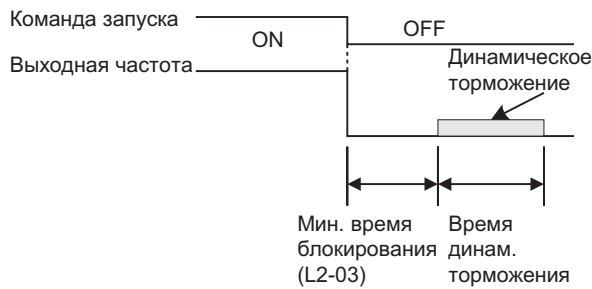 Команда запуска
ON
OFF
Выходная частота
Динамическое
торможение
Мин. время
блокирования
(L2-03)
Время
динам.
торможения